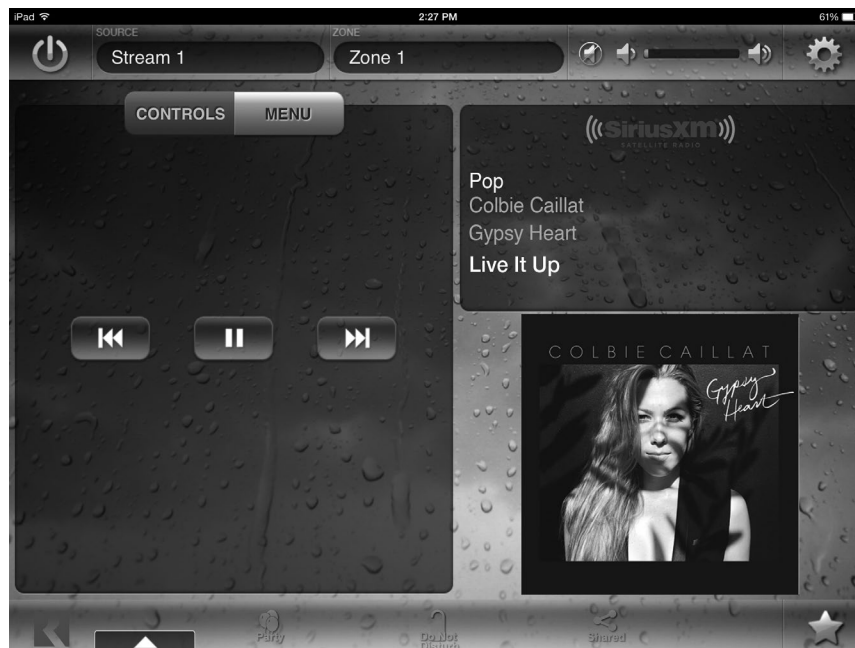 iPad 2:27 PM 61%
SOURCE ZONE
Stream 1 Zone 1
CONTROLS MENU
((SiriusXM))
SATELLITE RADIO
Pop
Colbie Caillat
Gypsy Heart
Live It Up
COLBIE CAILLAT
Gypsy
Heart
Party Do Not Shared
Disturb